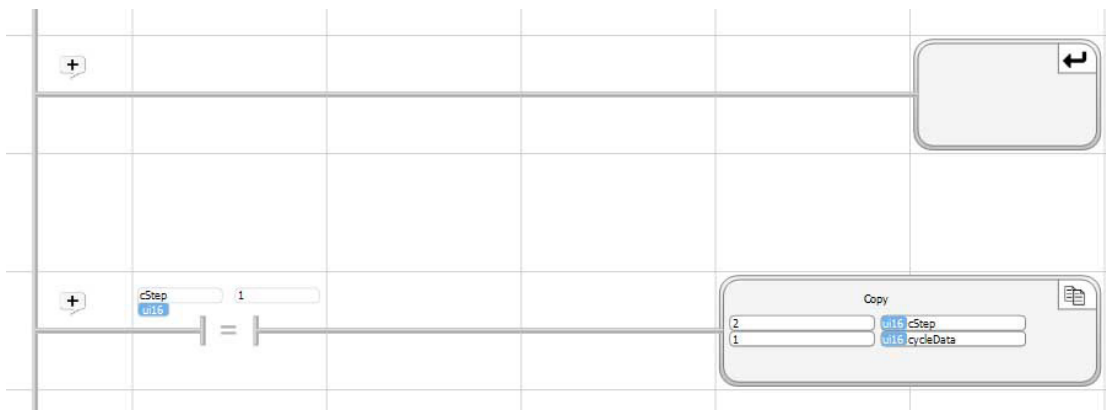 cStep 1
ui16
=
Copy
2 ui16 cStep
1 ui16 cycleData